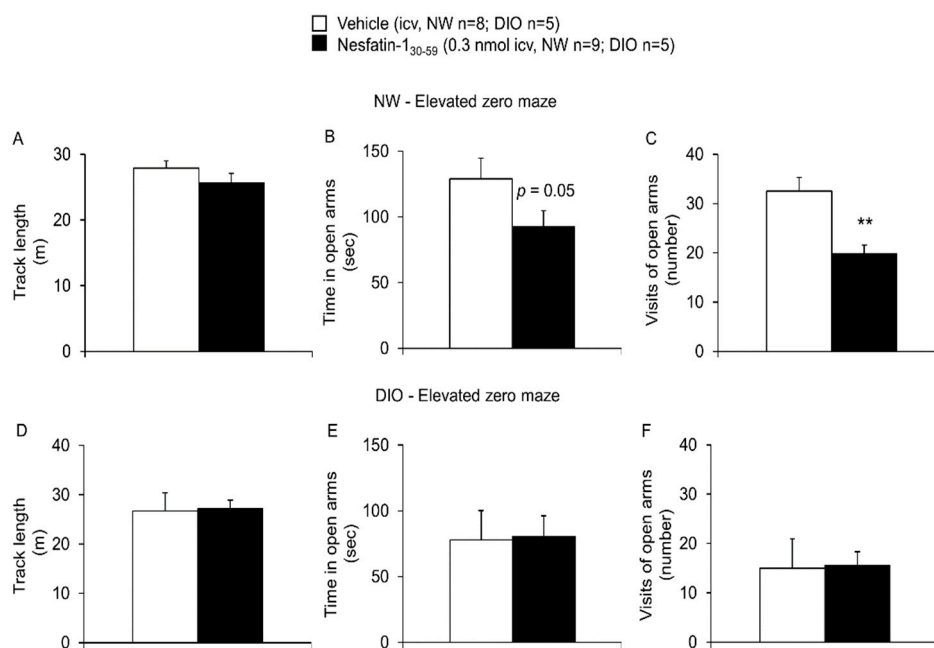 Vehicle (icv, NW n=8; DIO n=5)
Nesfatin-1₃₀₋₅₉ (0.3 nmol icv, NW n=9; DIO n=5)
NW - Elevated zero maze
A
30
20
10
0
Track length
(m)
B
150
100
50
0
Time in open arms
(sec)
p = 0.05
C
40
30
20
10
0
Visits of open arms
(number)
**
DIO - Elevated zero maze
D
40
30
20
10
0
Track length
(m)
E
150
100
50
0
Time in open arms
(sec)
F
40
30
20
10
0
Visits of open arms
(number)